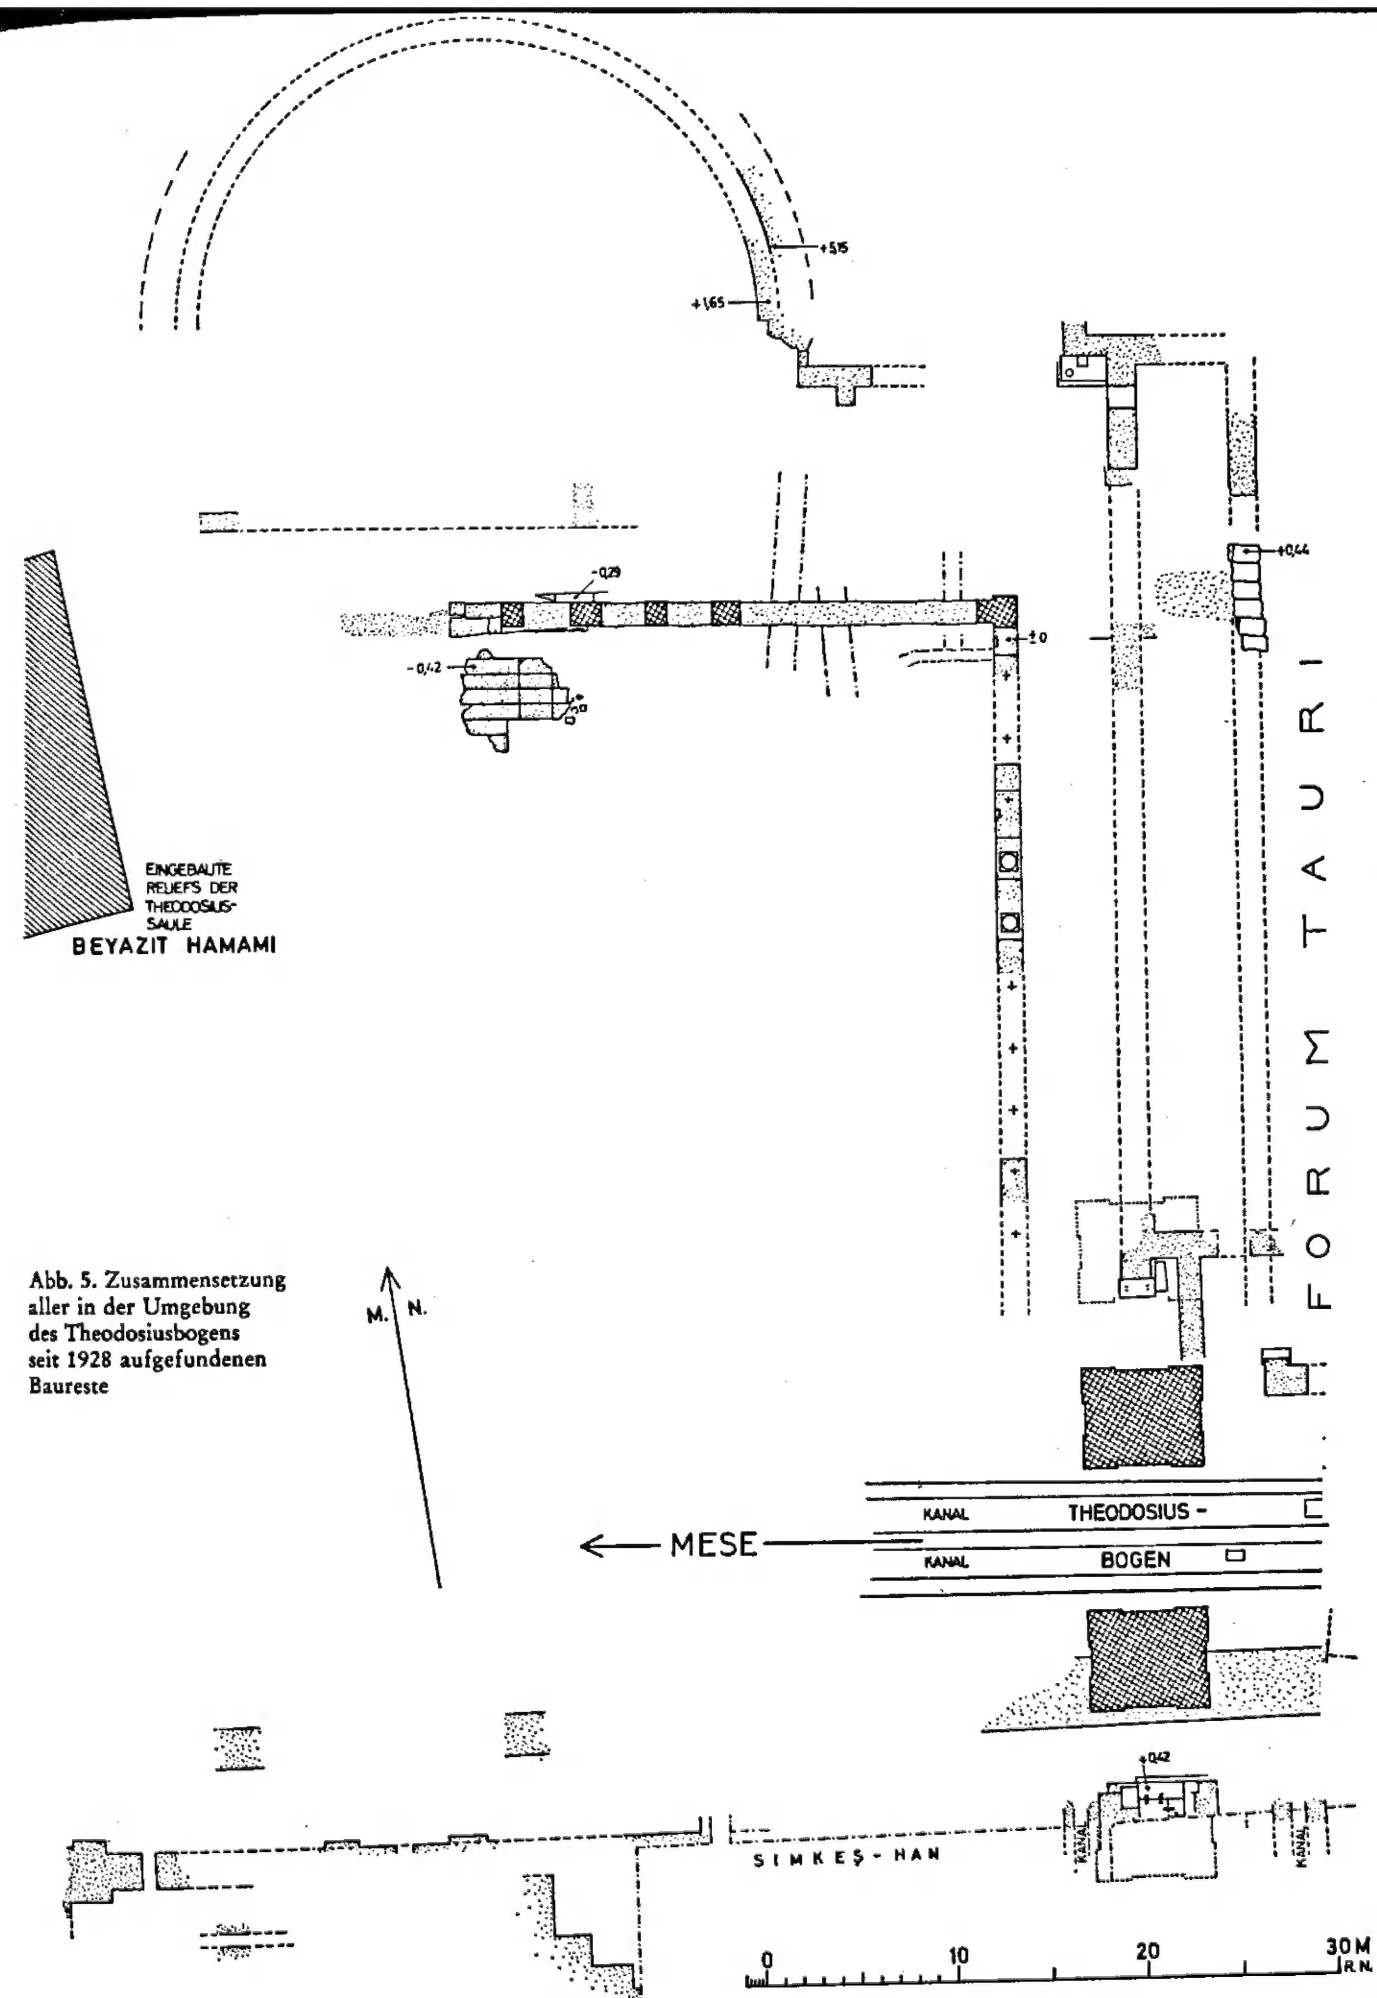 +5,15
+1,65
+0,44
-0,29
±0
-0,42
FORUM TAURI
EINGEBAUTE
RELIEFS DER
THEODOSIUS-
SÄULE
BEYAZIT HAMAMI
Abb. 5. Zusammensetzung
aller in der Umgebung
des Theodosiusbogens
seit 1928 aufgefundenen
Baureste
M. N.
KANAL THEODOSIUS-
MESE
KANAL BOGEN
+0,42
KANAL
KANAL
SIMKEŞ-HAN
0 10 20 30 M
R.N.